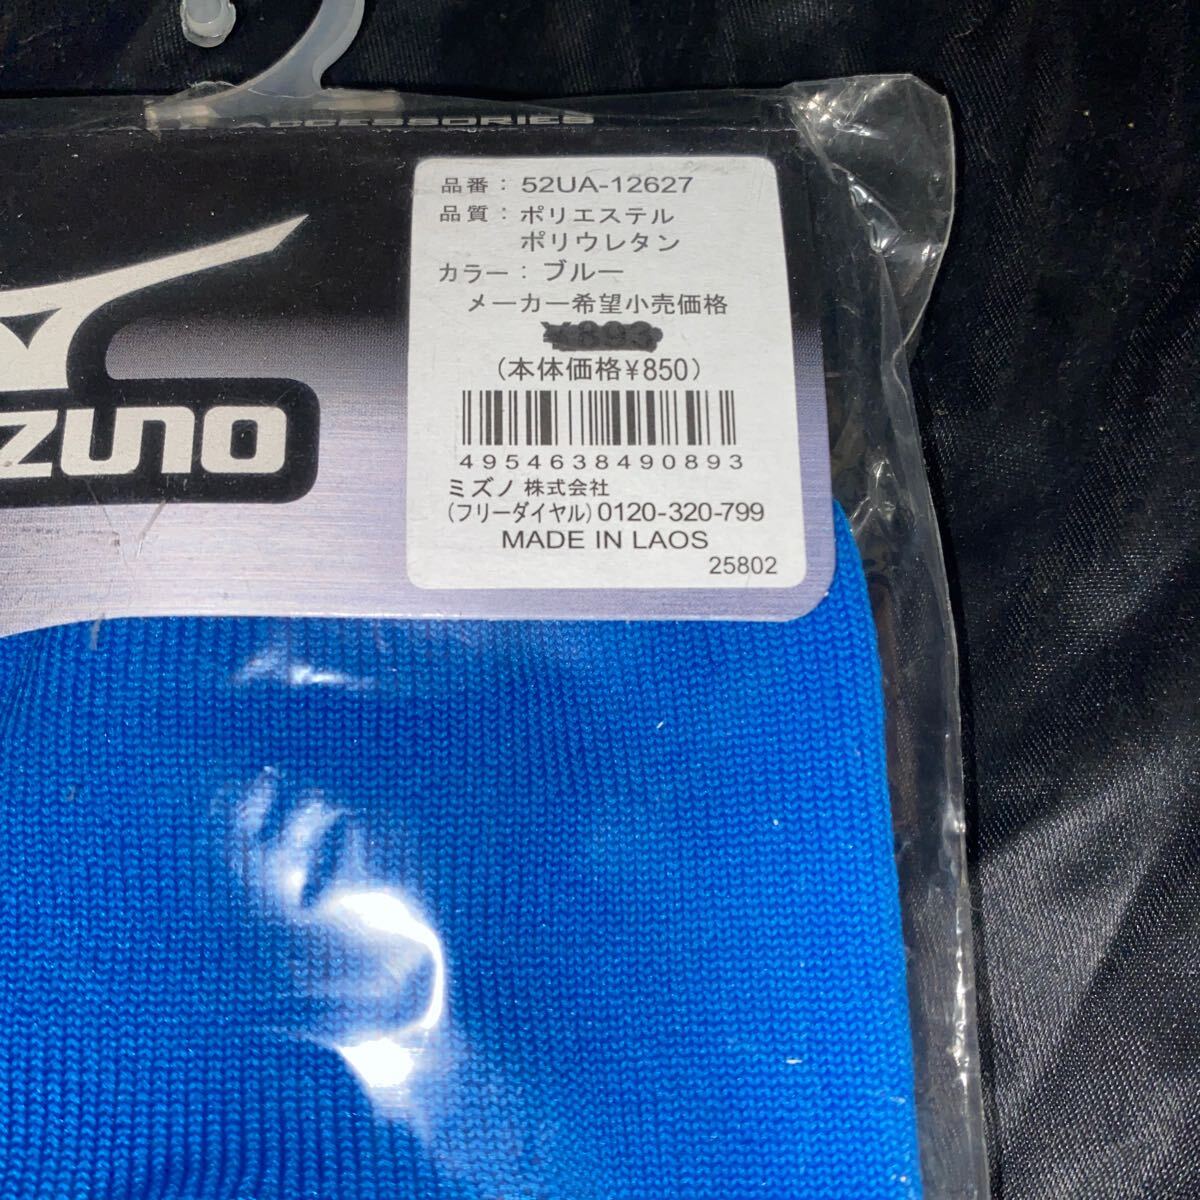 ACCESSORIES
品番: 52UA-12627
品質: ポリエステル
ポリウレタン
カラー: ブルー
メーカー希望小売価格
¥893
(本体価格¥850)
4954638490893
ミズノ 株式会社
(フリーダイヤル) 0120-320-799
MADE IN LAOS
25802
ZUNO